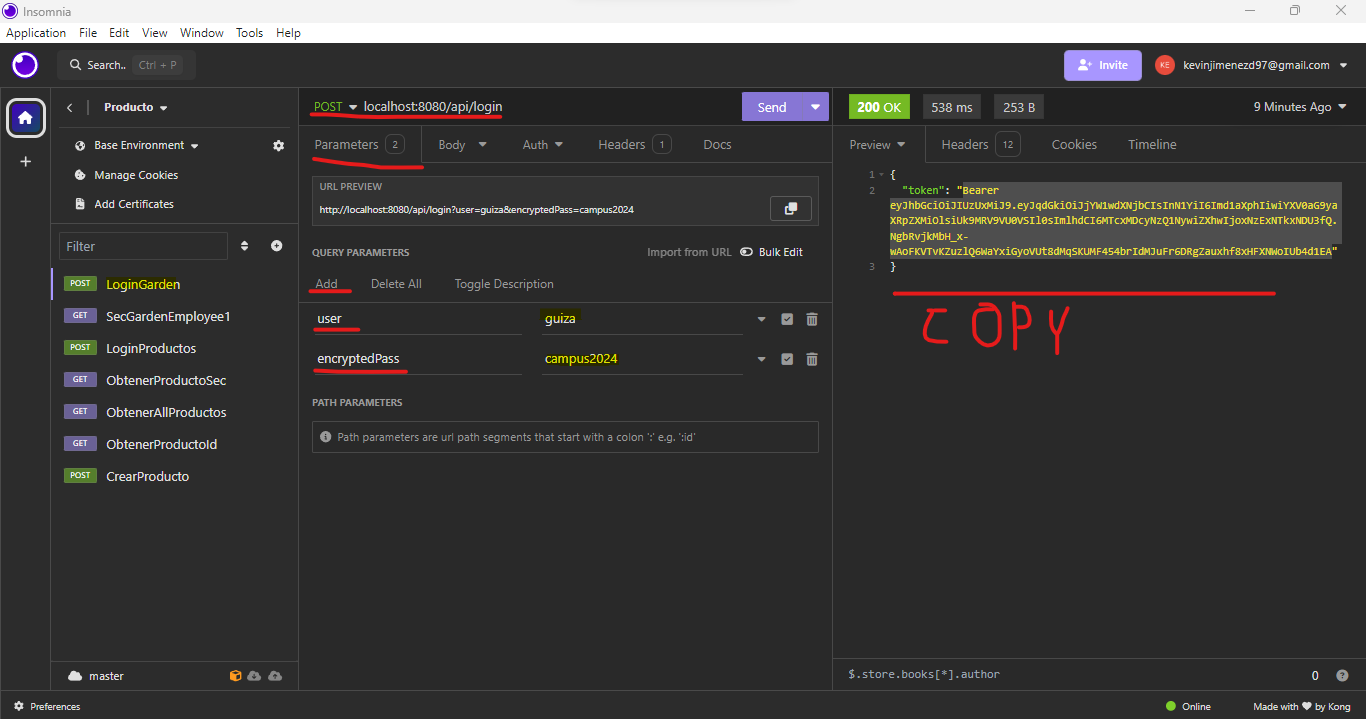 Insomnia
Application File Edit View Window Tools Help
Search.. Ctrl + P
Invite
KE kevinjimenezd97@gmail.com
Producto
Base Environment
Manage Cookies
Add Certificates
Filter
POST LoginGarden
GET SecGardenEmployee1
POST LoginProductos
GET ObtenerProductoSec
GET ObtenerAllProductos
GET ObtenerProductoId
POST CrearProducto
master
Preferences
POST localhost:8080/api/login
Send
Parameters 2 Body Auth Headers 1 Docs
URL PREVIEW
http://localhost:8080/api/login?user=guiza&encryptedPass=campus2024
QUERY PARAMETERS
Import from URL Bulk Edit
Add Delete All Toggle Description
user guiza
encryptedPass campus2024
PATH PARAMETERS
Path parameters are url path segments that start with a colon ':' e.g. ':id'
200 OK 538 ms 253 B 9 Minutes Ago
Preview Headers 12 Cookies Timeline
1 {
2 "token": "Bearer
3 }
COPY
$.store.books[*].author 0
Online Made with ❤ by Kong